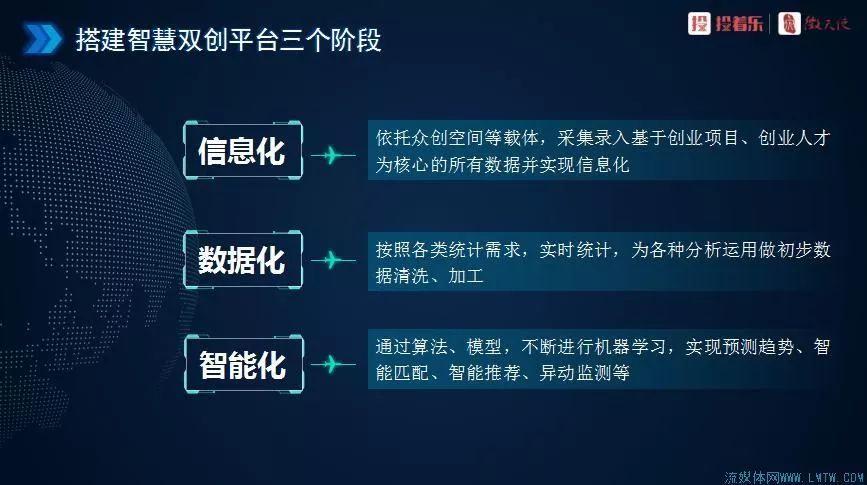 搭建智慧双创平台三个阶段
投 投着乐
微天使
信息化
依托众创空间等载体，采集录入基于创业项目、创业人才
为核心的所有数据并实现信息化
数据化
按照各类统计需求，实时统计，为各种分析运用做初步数
据清洗、加工
智能化
通过算法、模型，不断进行机器学习，实现预测趋势、智
能匹配、智能推荐、异动监测等
流媒体网WWW.LMTW.COM